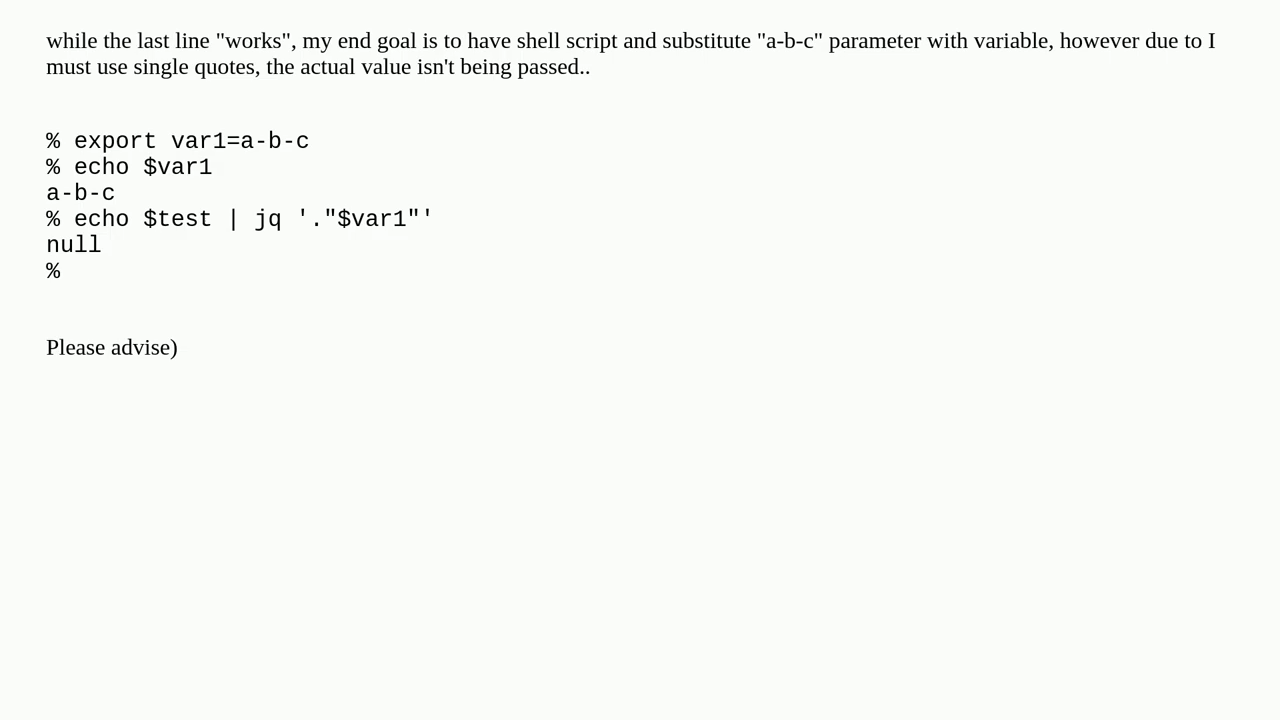 while the last line "works", my end goal is to have shell script and substitute "a-b-c" parameter with variable, however due to I
must use single quotes, the actual value isn't being passed..
% export var1=a-b-c
% echo $var1
a-b-c
% echo $test | jq '."$var1"'
null
%
Please advise)